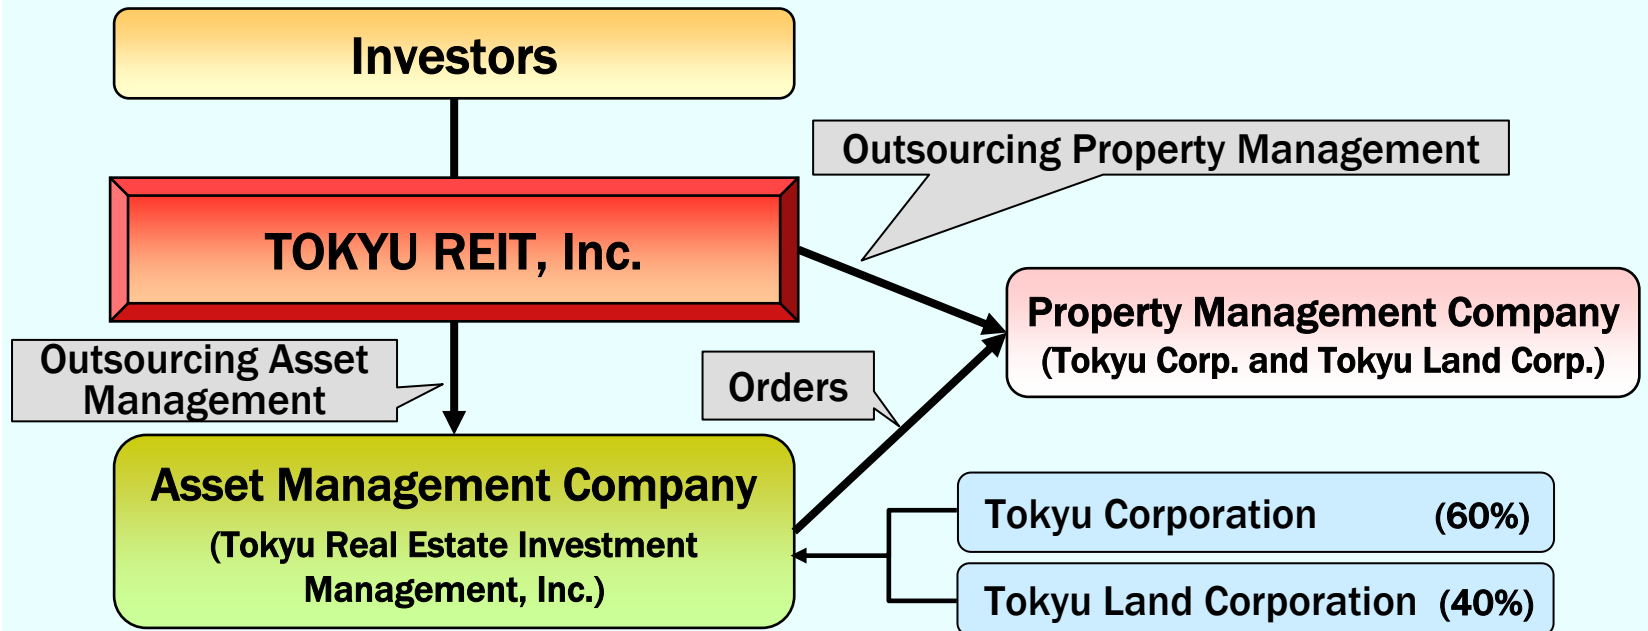 Investors
Outsourcing Property Management
TOKYU REIT, Inc.
Property Management Company
(Tokyu Corp. and Tokyu Land Corp.)
Outsourcing Asset
Management
Orders
Asset Management Company
(Tokyu Real Estate Investment
Management, Inc.)
Tokyu Corporation (60%)
Tokyu Land Corporation (40%)